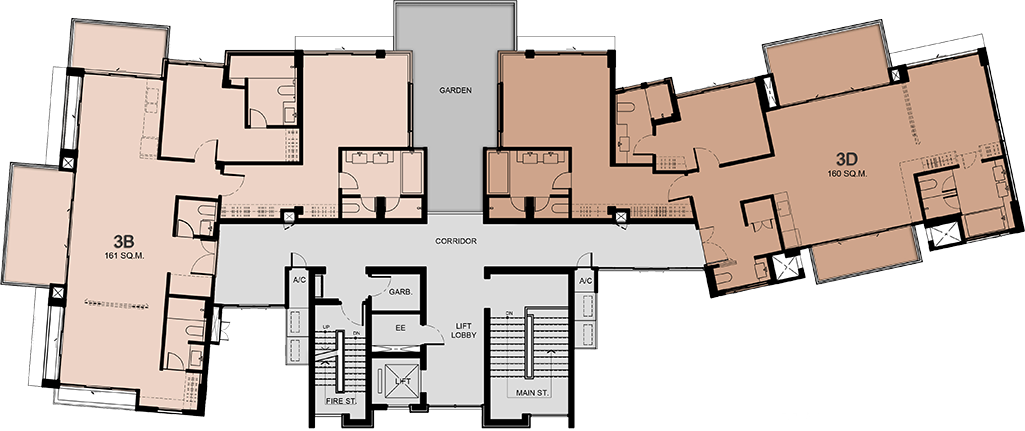 GARDEN
3D
160 SQ.M.
3B
161 SQ.M.
CORRIDOR
A/C
GARB.
A/C
UP
DN
EE
LIFT
LOBBY
DN
LIFT
FIRE ST.
MAIN ST.